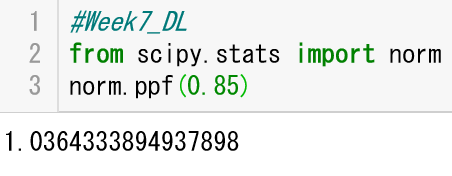 1 #Week7_DL
2 from scipy.stats import norm
3 norm.ppf(0.85)
1.0364333894937898